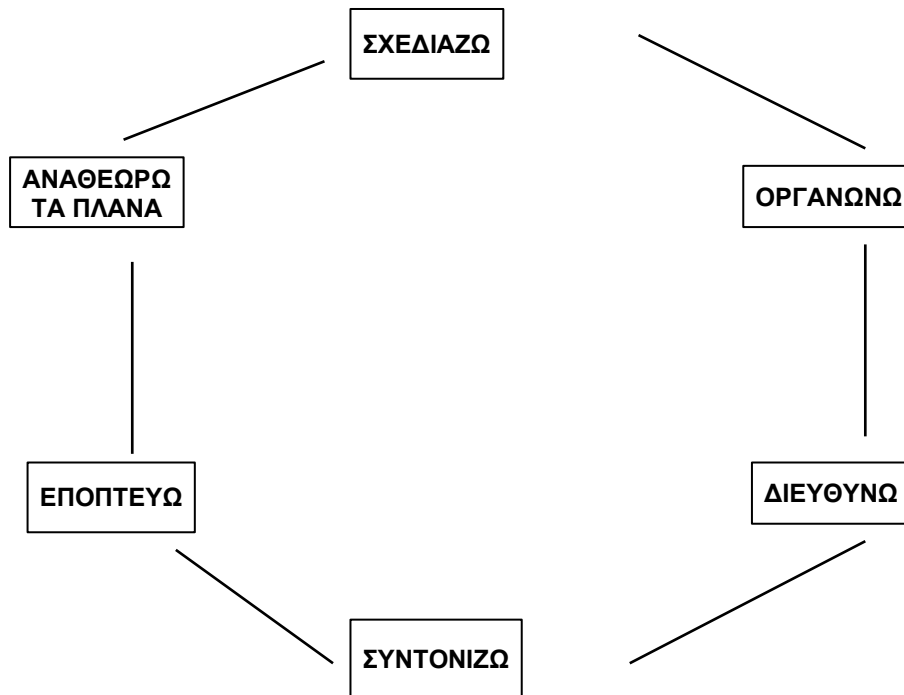 ΣΧΕΔΙΑΖΩ
ΑΝΑΘΕΩΡΩ
ΤΑ ΠΛΑΝΑ
ΟΡΓΑΝΩΝΩ
ΕΠΟΠΤΕΥΩ
ΔΙΕΥΘΥΝΩ
ΣΥΝΤΟΝΙΖΩ